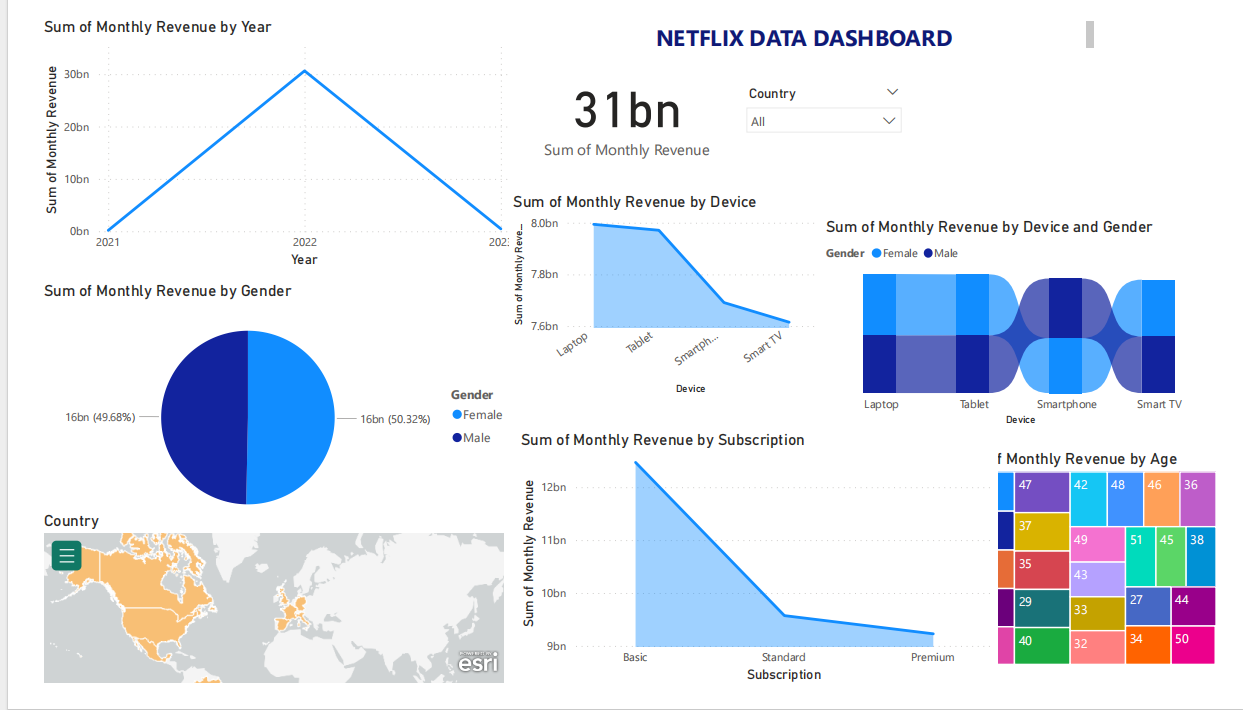 Sum of Monthly Revenue by Year
Sum of Monthly Revenue
30bn
20bn
10bn
0bn
2021
2022
202
Year
NETFLIX DATA DASHBOARD
31bn
Sum of Monthly Revenue
Country
All
Sum of Monthly Revenue by Device
Sum of Monthly Reve...
8.0bn
7.8bn
7.6bn
Laptop
Tablet
Smartph...
Smart TV
Device
Sum of Monthly Revenue by Device and Gender
Gender Female Male
Laptop
Tablet
Smartphone
Smart TV
Device
Sum of Monthly Revenue by Gender
16bn (49.68%)
16bn (50.32%)
Gender
Female
Male
Sum of Monthly Revenue by Subscription
Sum of Monthly Revenue
12bn
11bn
10bn
9bn
Basic
Standard
Premium
Subscription
f Monthly Revenue by Age
47
37
35
29
40
42
48
46
36
49
43
33
32
51
45
38
27
44
34
50
Country
POWERED BY
esri